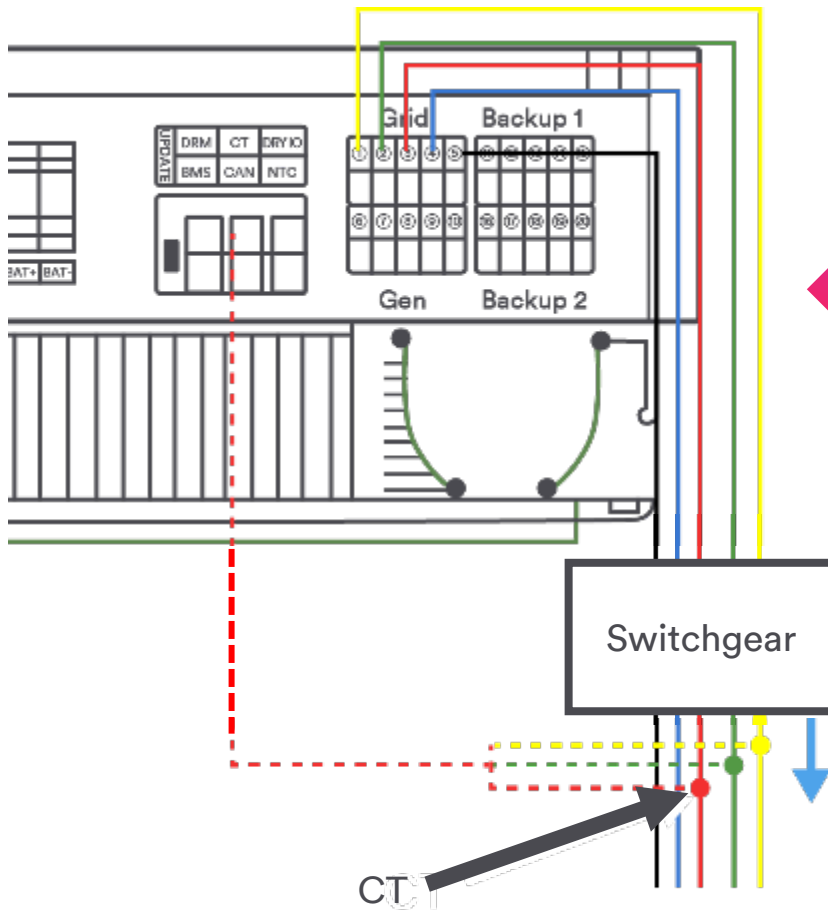 Grid Backup 1
UPDATE DRM CT DRY IO
BMS CAN NTC
1 2 3 4 5
6 7 8 9 10
BAT+ BAT-
Gen Backup 2
Switchgear
CT